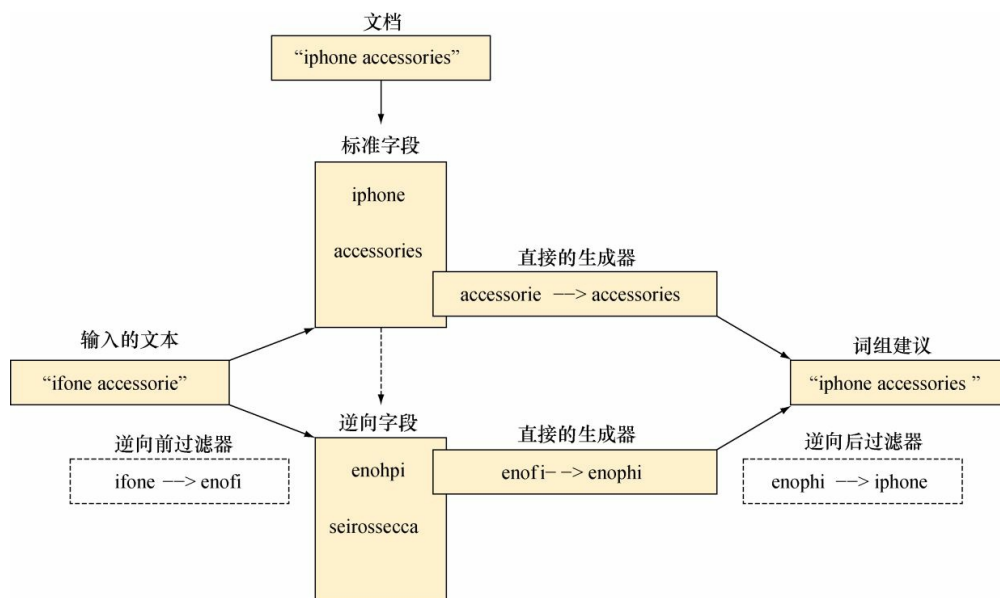 文档
“iphone accessories”
标准字段
iphone
accessories
直接的生成器
accessorie --> accessories
输入的文本
“ifone accessorie”
词组建议
“iphone accessories ”
逆向前过滤器
ifone --> enofi
逆向字段
enohpi
seirossecca
直接的生成器
enofi--> enophi
逆向后过滤器
enophi --> iphone